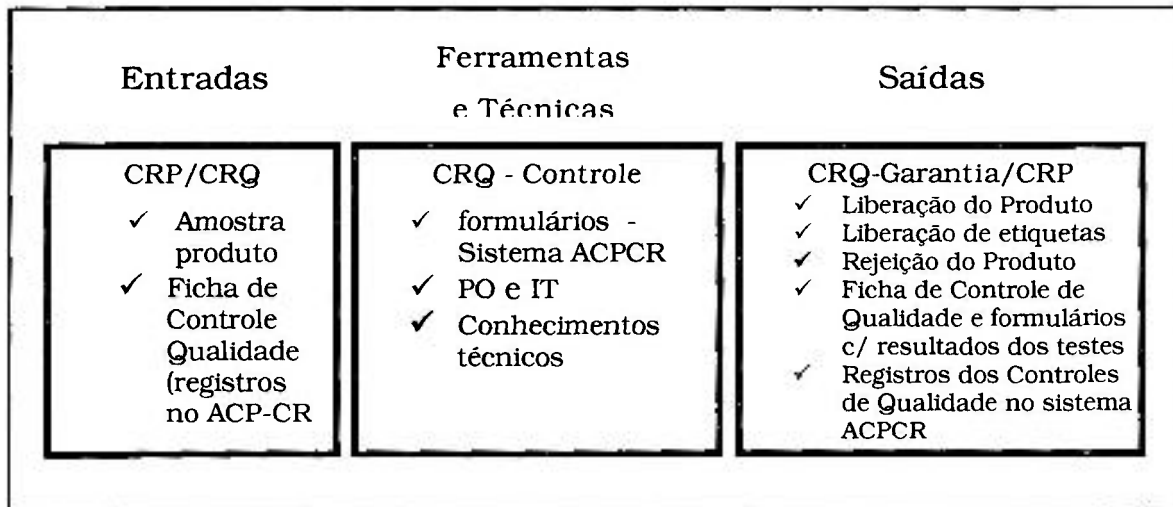 Entradas
CRP/CRQ
✓ Amostra
produto
✓ Ficha de
Controle
Qualidade
(registros
no ACP-CR
Ferramentas
e Técnicas
CRQ - Controle
✓ formulários -
Sistema ACPCR
✓ PO e IT
✓ Conhecimentos
técnicos
Saídas
CRQ-Garantia/CRP
✓ Liberação do Produto
✓ Liberação de etiquetas
✓ Rejeição do Produto
✓ Ficha de Controle de
Qualidade e formulários
c/ resultados dos testes
✓ Registros dos Controles
de Qualidade no sistema
ACPCR